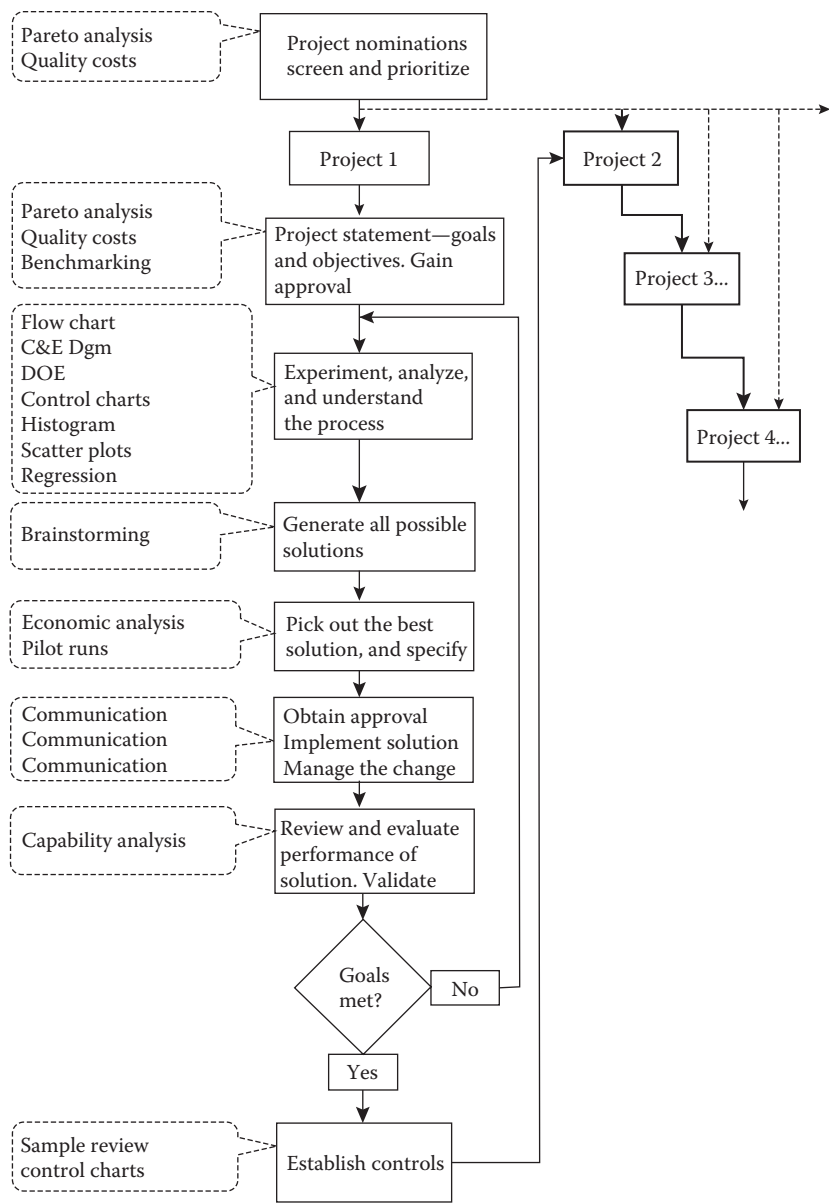 Pareto analysis
Quality costs
Project nominations
screen and prioritize
Project 1
Project 2
Pareto analysis
Quality costs
Benchmarking
Project statement—goals
and objectives. Gain
approval
Project 3...
Flow chart
C&E Dgm
DOE
Control charts
Histogram
Scatter plots
Regression
Experiment, analyze,
and understand
the process
Project 4...
Brainstorming
Generate all possible
solutions
Economic analysis
Pilot runs
Pick out the best
solution, and specify
Communication
Communication
Communication
Obtain approval
Implement solution
Manage the change
Capability analysis
Review and evaluate
performance of
solution. Validate
Goals
met?
No
Yes
Sample review
control charts
Establish controls